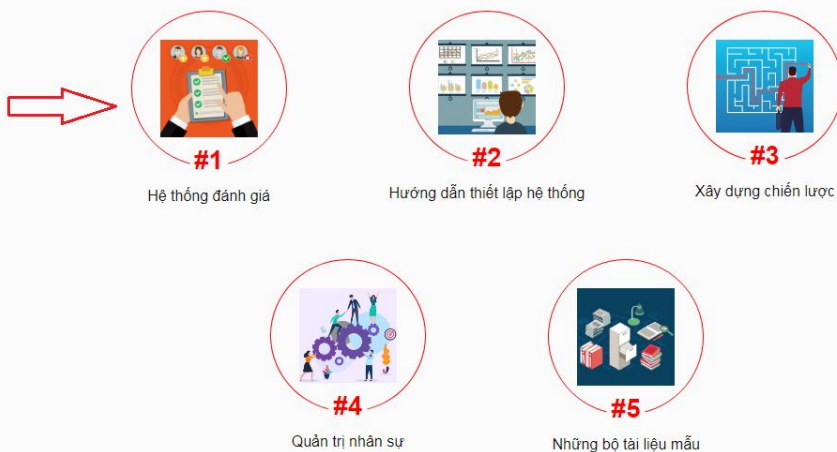 #1
Hệ thống đánh giá
#2
Hướng dẫn thiết lập hệ thống
#3
Xây dựng chiến lược
#4
Quản trị nhân sự
#5
Những bộ tài liệu mẫu